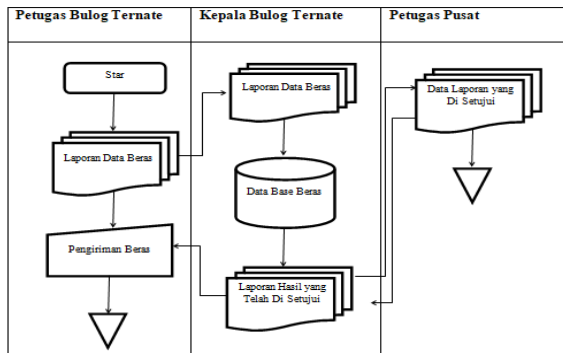 Petugas Bulog Ternate
Kepala Bulog Ternate
Petugas Pusat
Star
Laporan Data Beras
Pengiriman Beras
Laporan Data Beras
Data Base Beras
Laporan Hasil yang
Telah Di Setujui
Data Laporan yang
Di Setujui